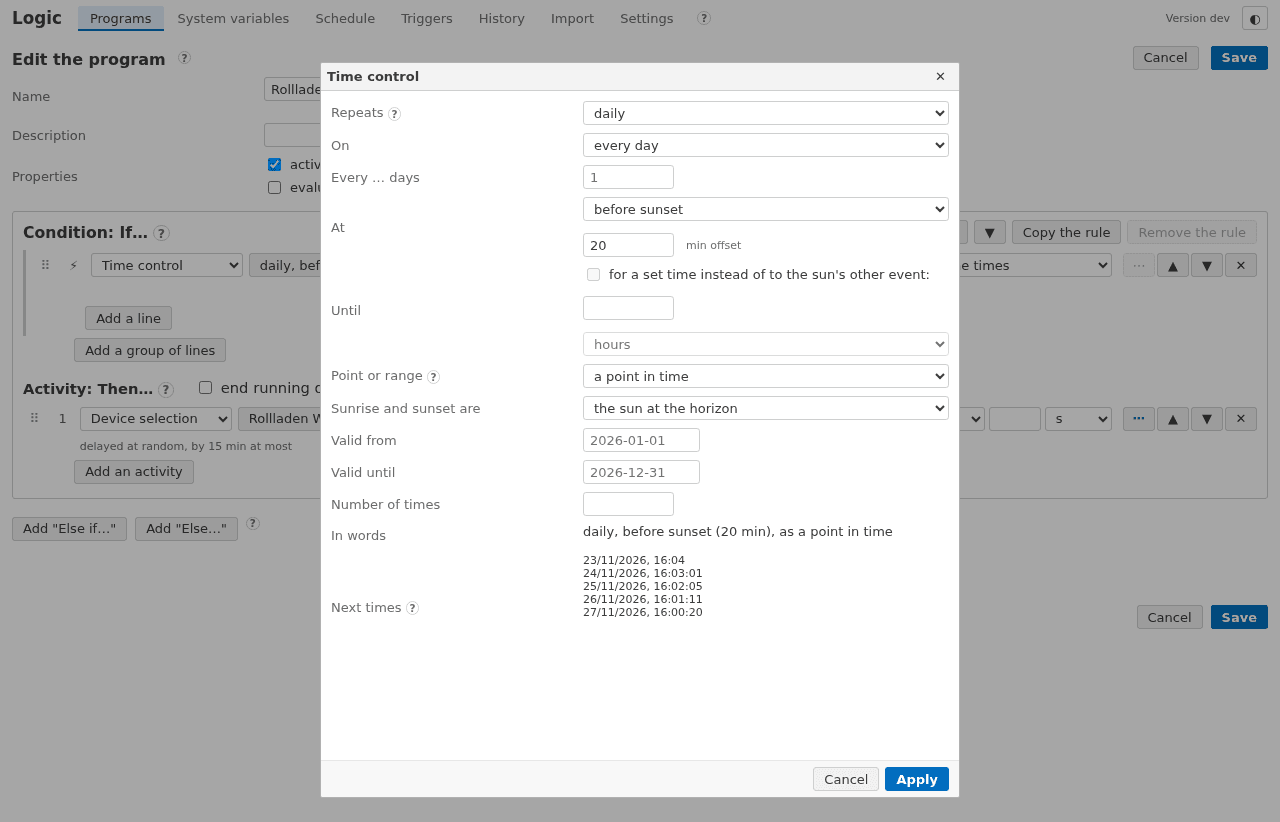 Logic Programs System variables Schedule Triggers History Import Settings ? Version dev
Edit the program ? Cancel Save
Time control ✕
Name
Repeats ? daily
On every day
Description
Every … days 1
Properties
At before sunset
20 min offset
Condition: If… ? ▼ Copy the rule Remove the rule
Time control e times ··· ▲ ▼ ✕
for a set time instead of to the sun's other event:
Until
Add a line
hours
Add a group of lines
Point or range ? a point in time
Activity: Then… ? end running
Sunrise and sunset are the sun at the horizon
1 Device selection Rollladen s ··· ▲ ▼ ✕
delayed at random, by 15 min at most
Valid from 2026-01-01
Add an activity
Valid until 2026-12-31
Number of times
Add "Else if…" Add "Else…" ?
In words daily, before sunset (20 min), as a point in time
23/11/2026, 16:04
24/11/2026, 16:03:01
25/11/2026, 16:02:05
26/11/2026, 16:01:11
Next times ? 27/11/2026, 16:00:20
Cancel Save
Cancel Apply